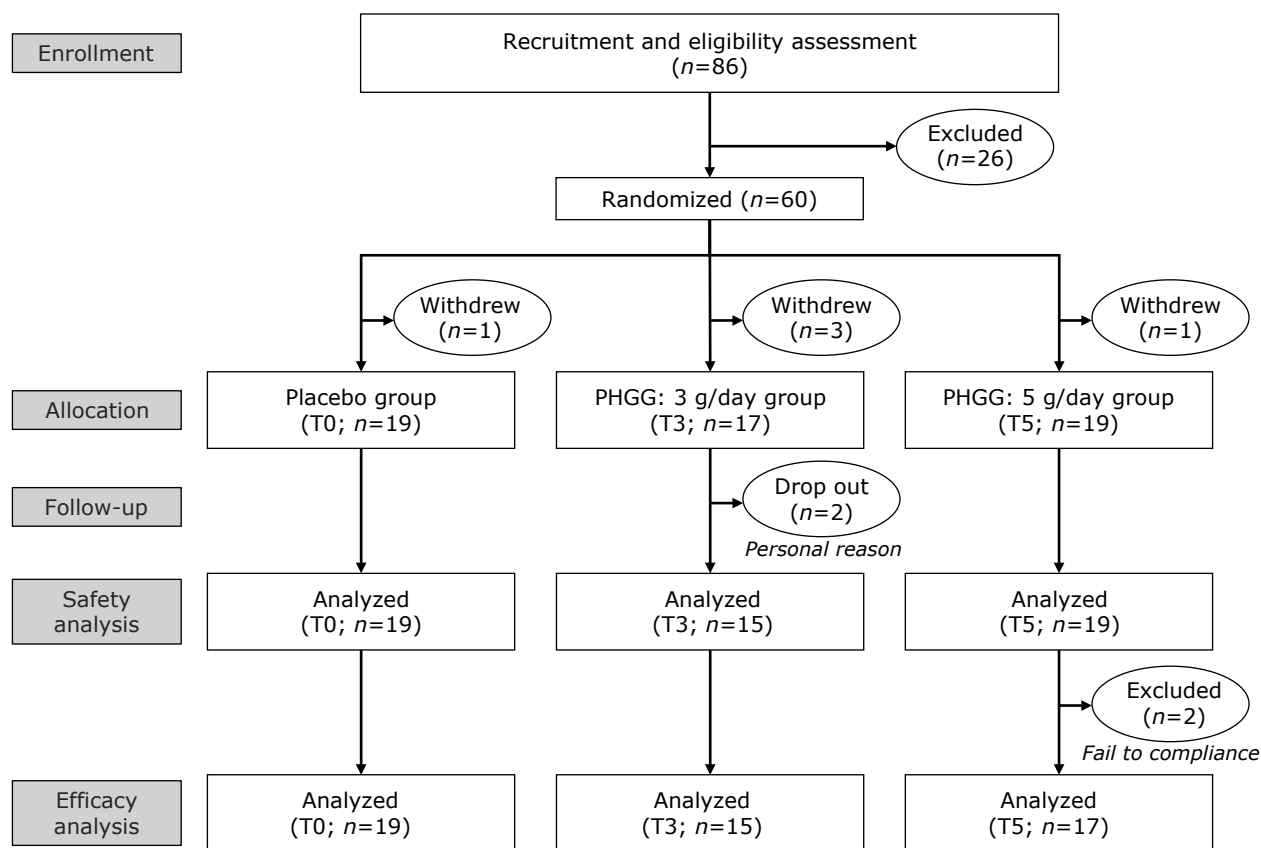 Enrollment
Recruitment and eligibility assessment
(n=86)
Excluded
(n=26)
Randomized (n=60)
Withdrew
(n=1)
Withdrew
(n=3)
Withdrew
(n=1)
Allocation
Placebo group
(T0; n=19)
PHGG: 3 g/day group
(T3; n=17)
PHGG: 5 g/day group
(T5; n=19)
Follow-up
Drop out
(n=2)
Personal reason
Safety
analysis
Analyzed
(T0; n=19)
Analyzed
(T3; n=15)
Analyzed
(T5; n=19)
Excluded
(n=2)
Fail to compliance
Efficacy
analysis
Analyzed
(T0; n=19)
Analyzed
(T3; n=15)
Analyzed
(T5; n=17)